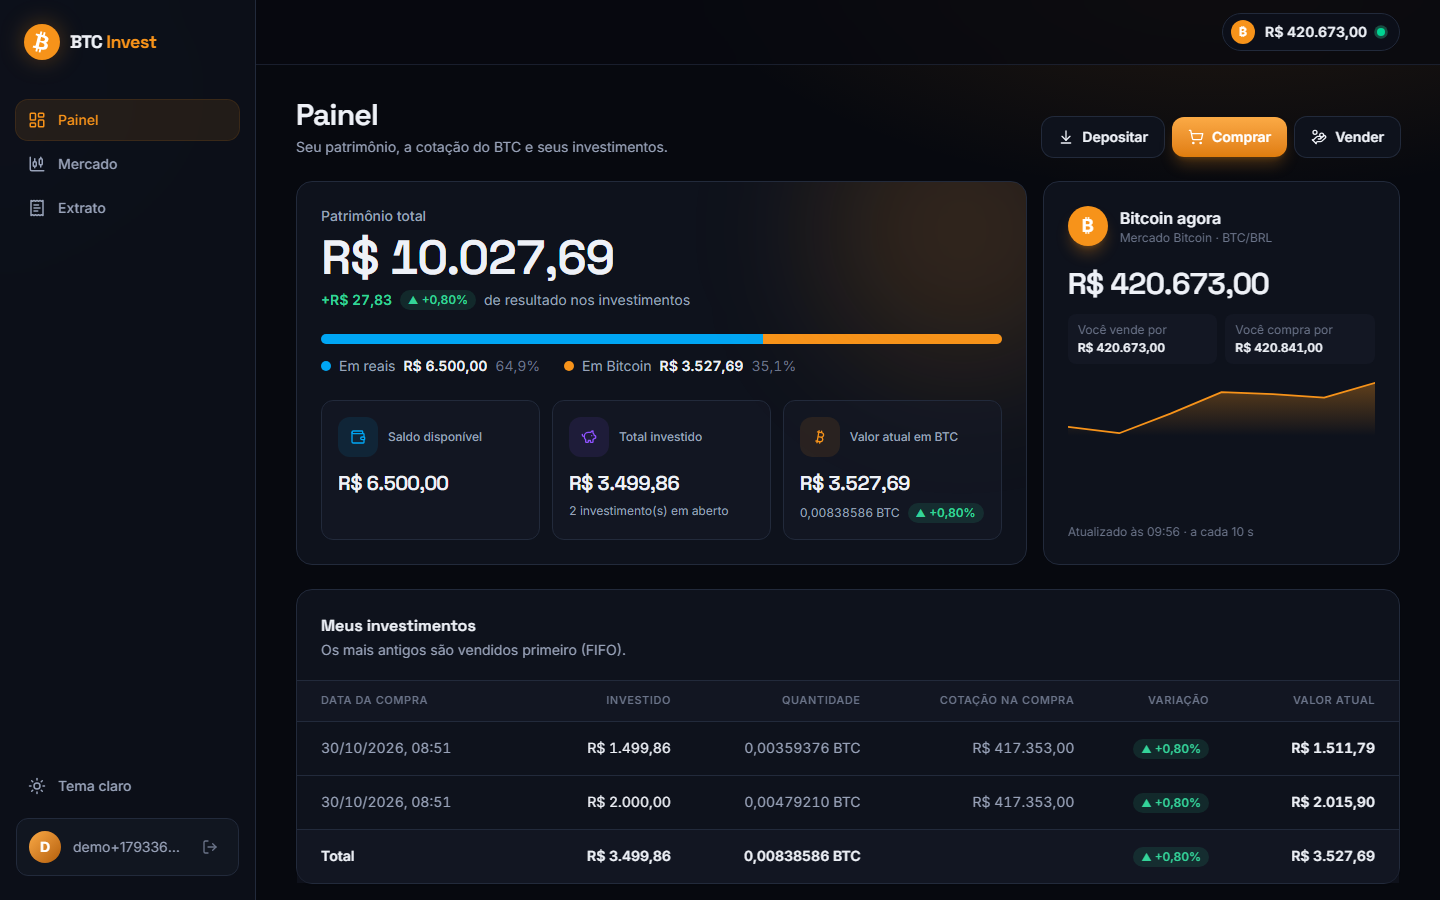 BTC Invest
R$ 420.673,00
Painel
Mercado
Extrato
Painel
Seu patrimônio, a cotação do BTC e seus investimentos.
Depositar
Comprar
Vender
Patrimônio total
R$ 10.027,69
+R$ 27,83 ▲ +0,80% de resultado nos investimentos
Em reais R$ 6.500,00 64,9% Em Bitcoin R$ 3.527,69 35,1%
Saldo disponível
R$ 6.500,00
Total investido
R$ 3.499,86
2 investimento(s) em aberto
Valor atual em BTC
R$ 3.527,69
0,00838586 BTC ▲ +0,80%
Bitcoin agora
Mercado Bitcoin · BTC/BRL
R$ 420.673,00
Você vende por
R$ 420.673,00
Você compra por
R$ 420.841,00
Atualizado às 09:56 · a cada 10 s
Meus investimentos
Os mais antigos são vendidos primeiro (FIFO).
DATA DA COMPRA INVESTIDO QUANTIDADE COTAÇÃO NA COMPRA VARIAÇÃO VALOR ATUAL
30/10/2026, 08:51 R$ 1.499,86 0,00359376 BTC R$ 417.353,00 ▲ +0,80% R$ 1.511,79
30/10/2026, 08:51 R$ 2.000,00 0,00479210 BTC R$ 417.353,00 ▲ +0,80% R$ 2.015,90
Total R$ 3.499,86 0,00838586 BTC ▲ +0,80% R$ 3.527,69
Tema claro
D demo+179336...